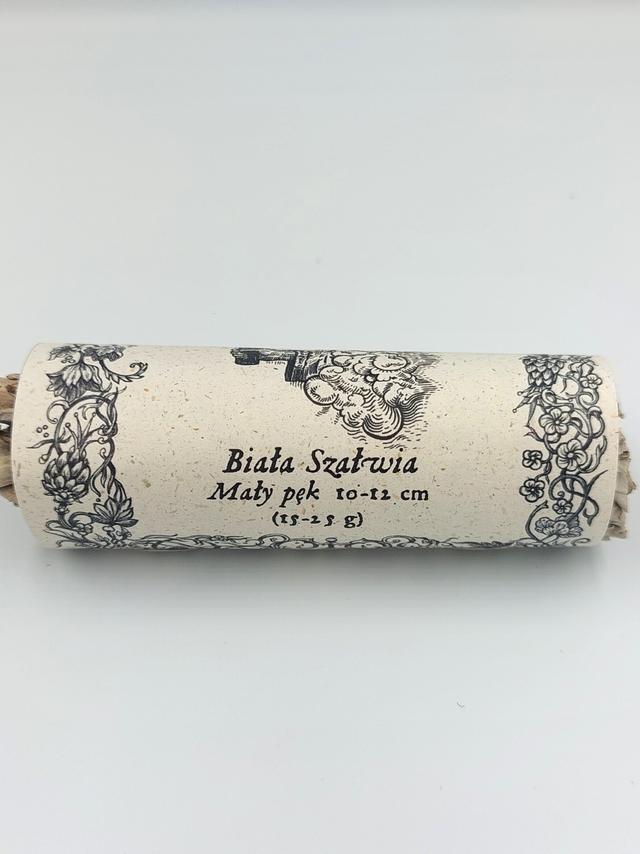 Biała Szałwia
Mały pęk 10-12 cm
(15-25 g)